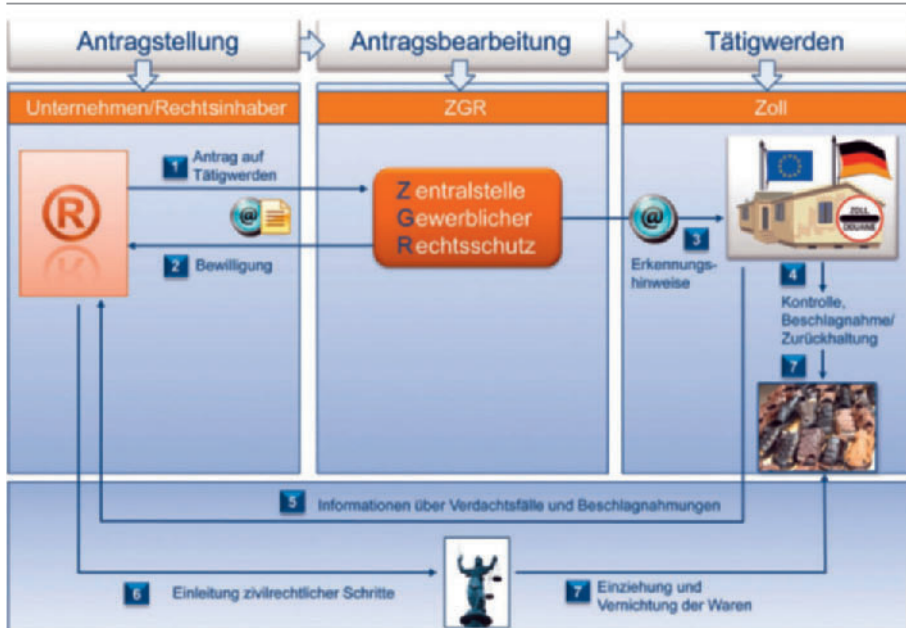 Antragstellung
Antragsbearbeitung
Tätigwerden
Unternehmen/Rechtsinhaber
ZGR
Zoll
®
1 Antrag auf
Tätigwerden
@
2 Bewilligung
Zentralstelle
Gewerblicher
Rechtsschutz
@
3
Erkennungs-
hinweise
ZOLL
DOUANE
4
Kontrolle,
Beschlagnahme/
Zurückhaltung
7
5 Informationen über Verdachtsfälle und Beschlagnahmungen
6 Einleitung zivilrechtlicher Schritte
7 Einziehung und
Vernichtung der Waren